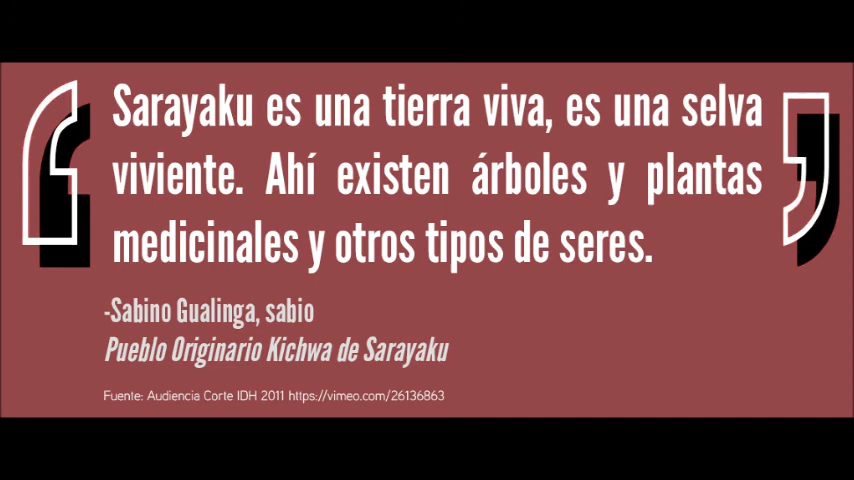 Sarayaku es una tierra viva, es una selva
viviente. Ahí existen árboles y plantas
medicinales y otros tipos de seres.
-Sabino Gualinga, sabio
Pueblo Originario Kichwa de Sarayaku
Fuente: Audiencia Corte IDH 2011 https://vimeo.com/26136863